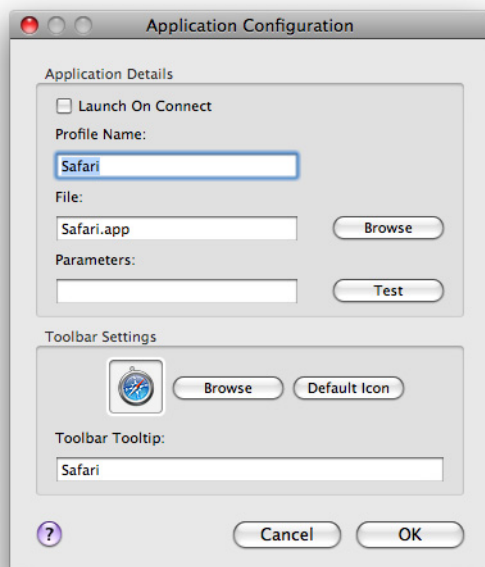 Application Configuration
Application Details
Launch On Connect
Profile Name:
Safari
File:
Safari.app
Browse
Parameters:
Test
Toolbar Settings
Browse
Default Icon
Toolbar Tooltip:
Safari
?
Cancel
OK